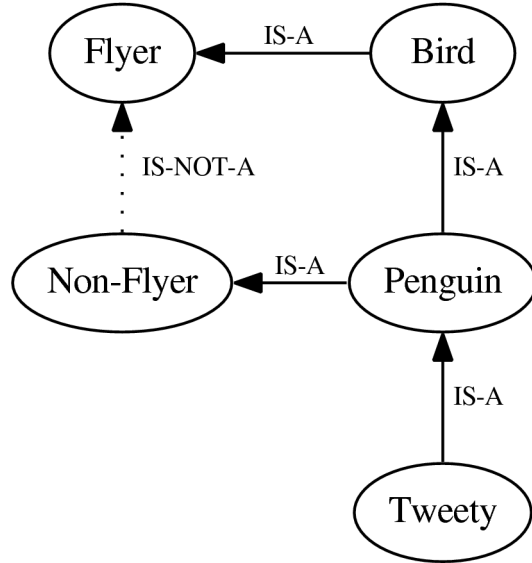 Flyer
IS-A
Bird
IS-NOT-A
IS-A
Non-Flyer
IS-A
Penguin
IS-A
Tweety